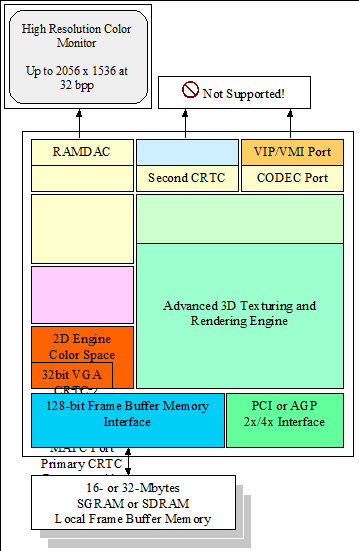 High Resolution Color
Monitor
Up to 2056 x 1536 at
32 bpp
Not Supported!
RAMDAC
VIP/VMI Port
Second CRTC
CODEC Port
Advanced 3D Texturing and
Rendering Engine
2D Engine
Color Space
32bit VGA
CRTC-2
128-bit Frame Buffer Memory
Interface
PCI or AGP
2x/4x Interface
Port
Primary CRTC
16- or 32-Mbytes
SGRAM or SDRAM
Local Frame Buffer Memory